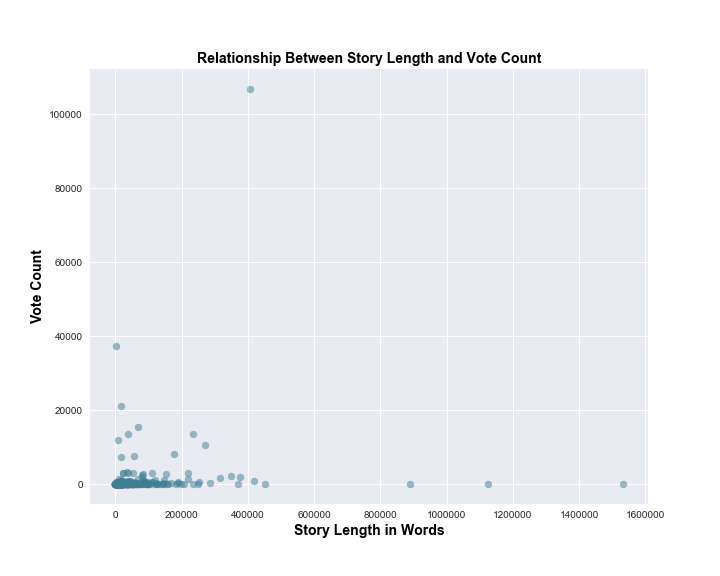 Relationship Between Story Length and Vote Count
100000
80000
60000
40000
20000
0
Vote Count
0 200000 400000 600000 800000 1000000 1200000 1400000 1600000
Story Length in Words